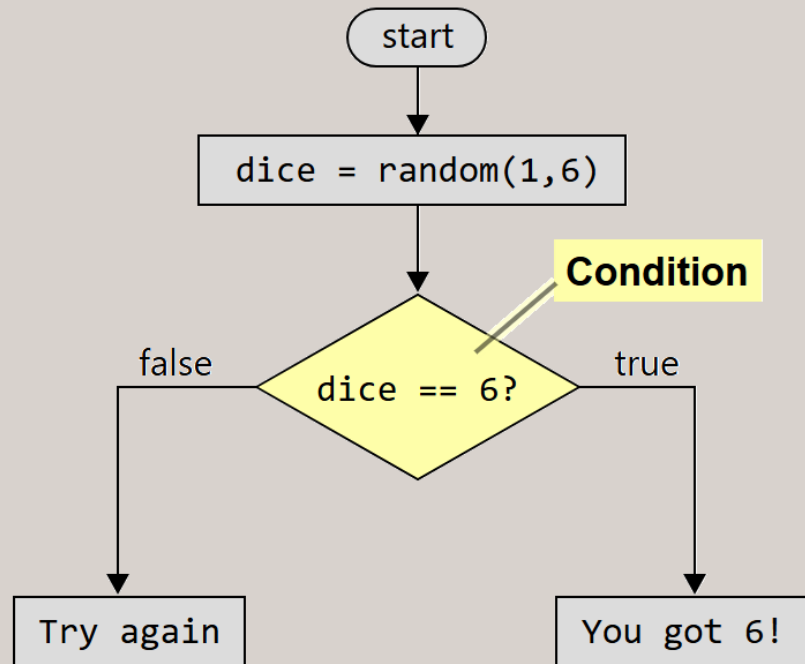 start
dice = random(1,6)
Condition
false
dice == 6?
true
Try again
You got 6!